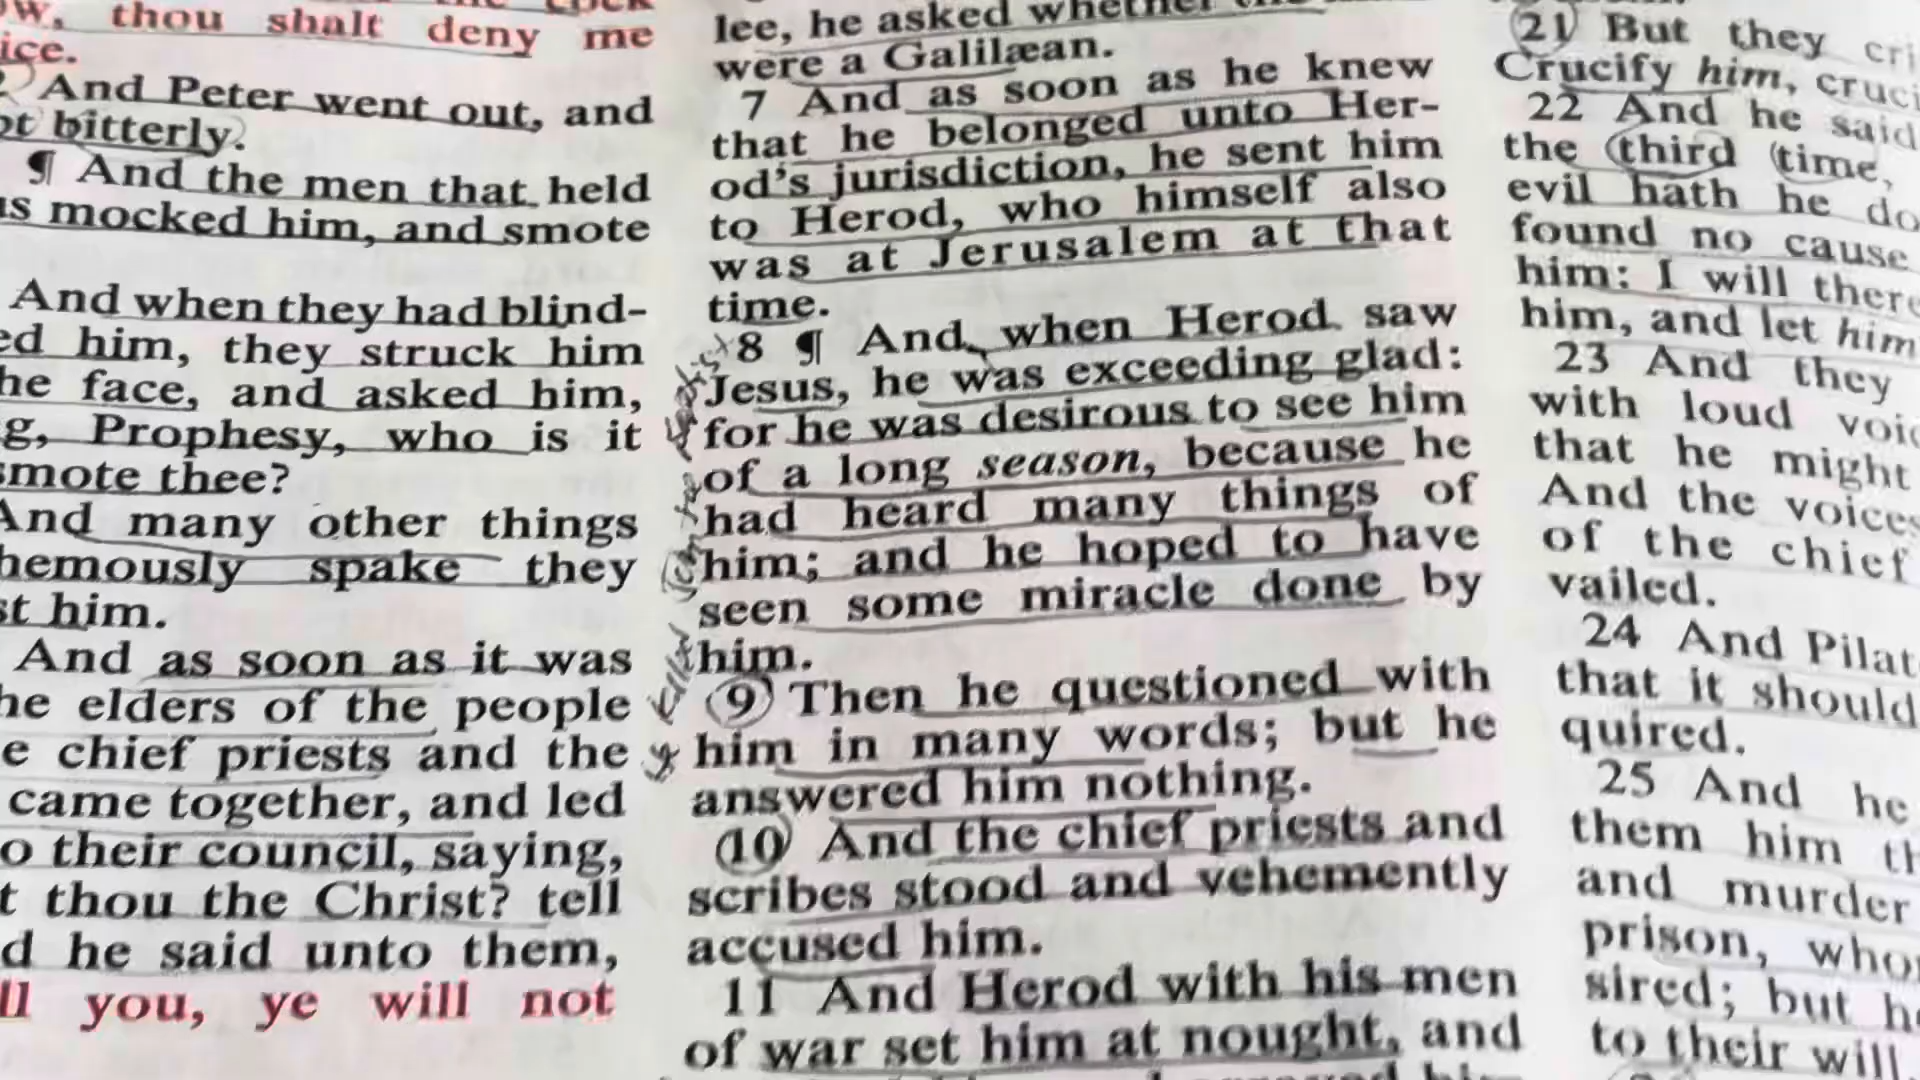 thou shalt deny me
ice.
And Peter went out, and
bitterly.
¶ And the men that held
mocked him, and smote
And when they had blind-
ed him, they struck him
he face, and asked him,
Prophesy, who is it
smote thee?
And many other things
hemously spake they
st him.
And as soon as it was
he elders of the people
e chief priests and the
came together, and led
o their council, saying,
t thou the Christ? tell
d he said unto them,
ll you, ye will not
lee, he asked whether
were a Galilæan.
7 And as soon as he knew
that he belonged unto Her-
od's jurisdiction, he sent him
to Herod, who himself also
was at Jerusalem at that
time.
8 ¶ And when Herod saw
Jesus, he was exceeding glad:
for he was desirous to see him
of a long season, because he
had heard many things of
him; and he hoped to have
seen some miracle done by
him.
9 Then he questioned with
him in many words; but he
answered him nothing.
10 And the chief priests and
scribes stood and vehemently
accused him.
11 And Herod with his men
of war set him at nought, and
21 But they cri
Crucify him, cruci
22 And he said
the third time,
evil hath he do
found no cause
him: I will there
him, and let him
23 And they
with loud voic
that he might
And the voices
of the chief
vailed.
24 And Pilat
that it should
quired.
25 And he
them him th
and murder
prison, who
sired; but he
to their will.